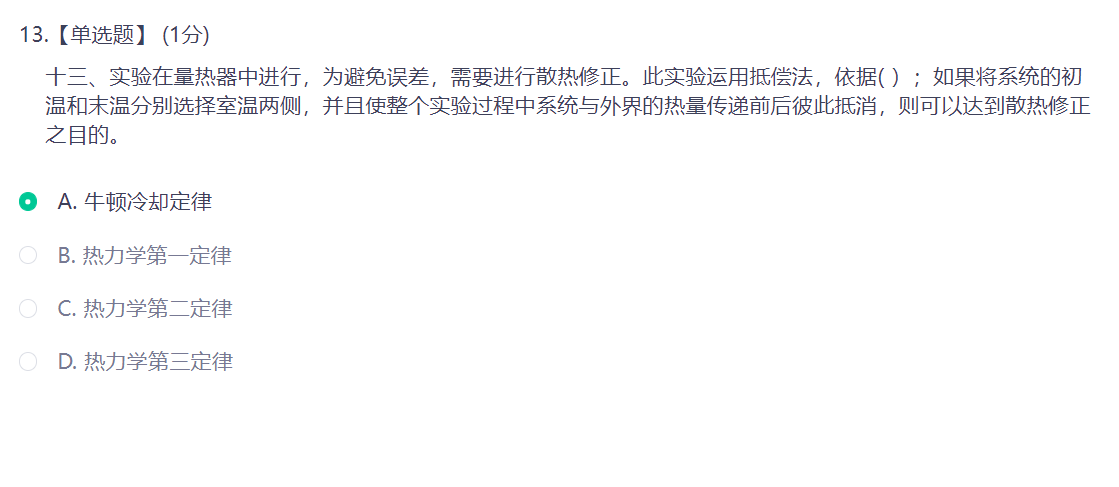 13.【单选题】 (1分)
十三、实验在量热器中进行，为避免误差，需要进行散热修正。此实验运用抵偿法，依据( ) ；如果将系统的初
温和末温分别选择室温两侧，并且使整个实验过程中系统与外界的热量传递前后彼此抵消，则可以达到散热修正
之目的。
A. 牛顿冷却定律
B. 热力学第一定律
C. 热力学第二定律
D. 热力学第三定律